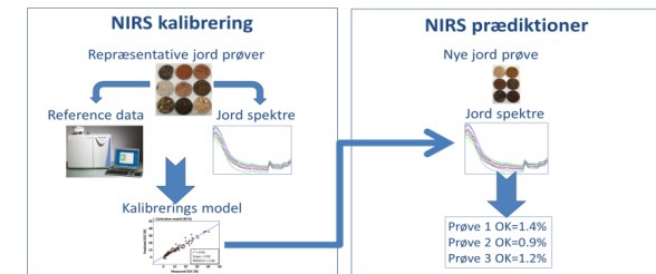 NIRS kalibrering
Repræsentative jord prøver
Reference data
Jord spektre
Kalibrerings model
NIRS prædiktioner
Nye jord prøve
Jord spektre
Prøve 1 OK=1.4%
Prøve 2 OK=0.9%
Prøve 3 OK=1.2%